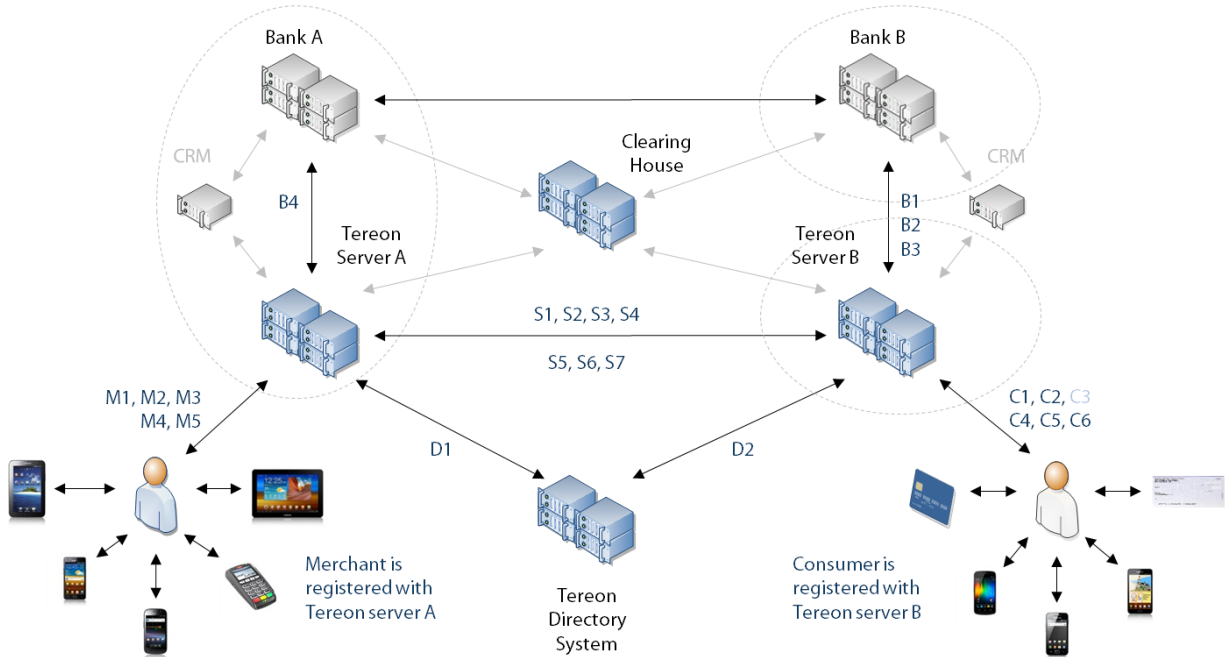 Bank A
Bank B
Clearing
House
CRM
CRM
B4
B1
B2
B3
Tereon
Server A
Tereon
Server B
S1, S2, S3, S4
S5, S6, S7
M1, M2, M3
M4, M5
C1, C2, C3
C4, C5, C6
D1
D2
Merchant is
registered with
Tereon server A
Consumer is
registered with
Tereon server B
Tereon
Directory
System